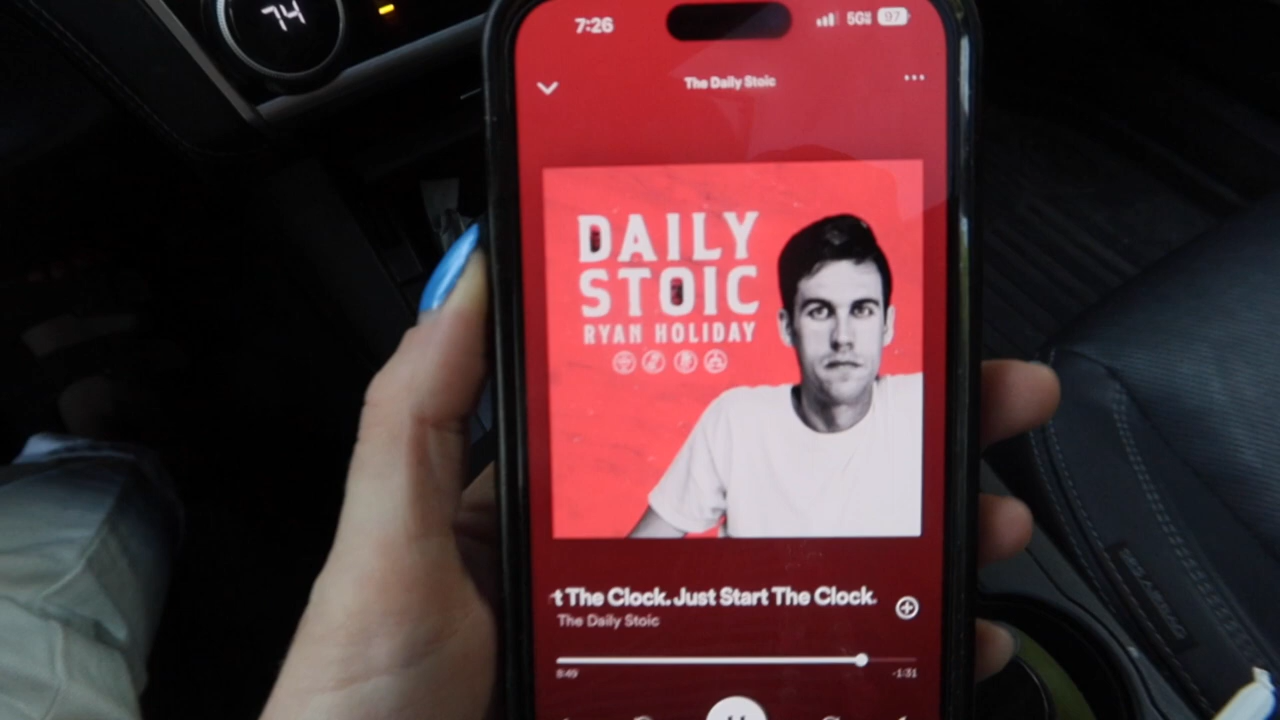 74
7:26
5G
97
The Daily Stoic
DAILY
STOIC
RYAN HOLIDAY
t The Clock. Just Start The Clock.
The Daily Stoic
8:49
-1:31